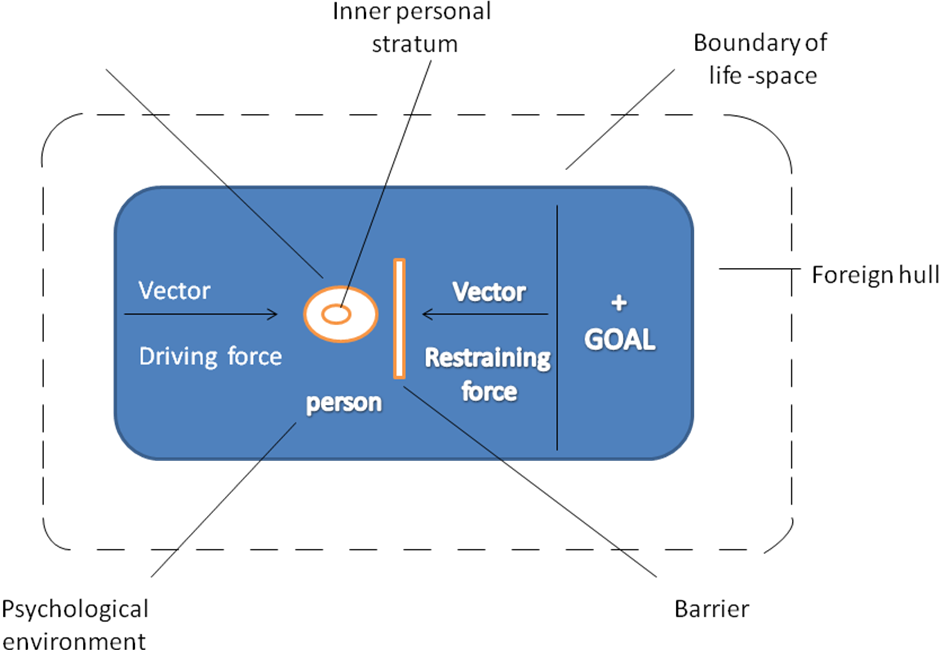 Inner personal
stratum
Boundary of
life -space
Foreign hull
Vector
Driving force
person
Vector
Restraining
force
+
GOAL
Psychological
environment
Barrier